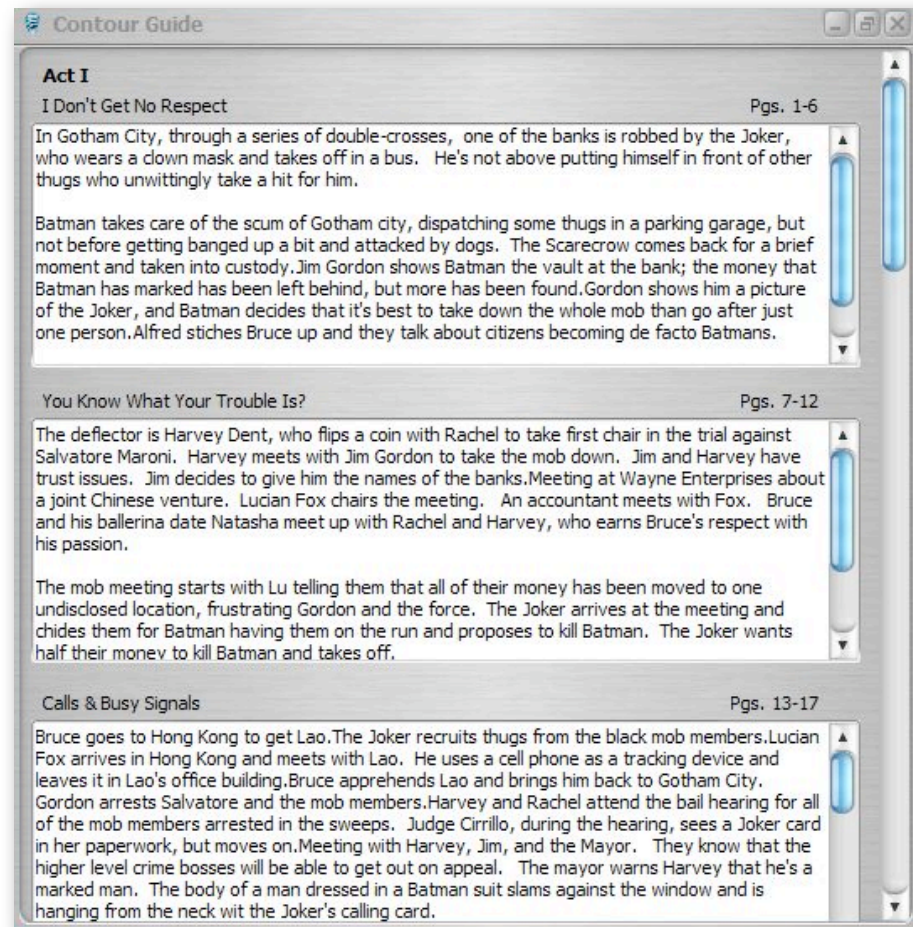 Contour Guide
Act I
I Don't Get No Respect Pgs. 1-6
In Gotham City, through a series of double-crosses, one of the banks is robbed by the Joker,
who wears a clown mask and takes off in a bus. He's not above putting himself in front of other
thugs who unwittingly take a hit for him.
Batman takes care of the scum of Gotham city, dispatching some thugs in a parking garage, but
not before getting banged up a bit and attacked by dogs. The Scarecrow comes back for a brief
moment and taken into custody.Jim Gordon shows Batman the vault at the bank; the money that
Batman has marked has been left behind, but more has been found.Gordon shows him a picture
of the Joker, and Batman decides that it's best to take down the whole mob than go after just
one person.Alfred stiches Bruce up and they talk about citizens becoming de facto Batmans.
You Know What Your Trouble Is? Pgs. 7-12
The deflector is Harvey Dent, who flips a coin with Rachel to take first chair in the trial against
Salvatore Maroni. Harvey meets with Jim Gordon to take the mob down. Jim and Harvey have
trust issues. Jim decides to give him the names of the banks.Meeting at Wayne Enterprises about
a joint Chinese venture. Lucian Fox chairs the meeting. An accountant meets with Fox. Bruce
and his ballerina date Natasha meet up with Rachel and Harvey, who earns Bruce's respect with
his passion.
The mob meeting starts with Lu telling them that all of their money has been moved to one
undisclosed location, frustrating Gordon and the force. The Joker arrives at the meeting and
chides them for Batman having them on the run and proposes to kill Batman. The Joker wants
half their money to kill Batman and takes off.
Calls & Busy Signals Pgs. 13-17
Bruce goes to Hong Kong to get Lao.The Joker recruits thugs from the black mob members.Lucian
Fox arrives in Hong Kong and meets with Lao. He uses a cell phone as a tracking device and
leaves it in Lao's office building.Bruce apprehends Lao and brings him back to Gotham City.
Gordon arrests Salvatore and the mob members.Harvey and Rachel attend the bail hearing for all
of the mob members arrested in the sweeps. Judge Cirrillo, during the hearing, sees a Joker card
in her paperwork, but moves on.Meeting with Harvey, Jim, and the Mayor. They know that the
higher level crime bosses will be able to get out on appeal. The mayor warns Harvey that he's a
marked man. The body of a man dressed in a Batman suit slams against the window and is
hanging from the neck wit the Joker's calling card.